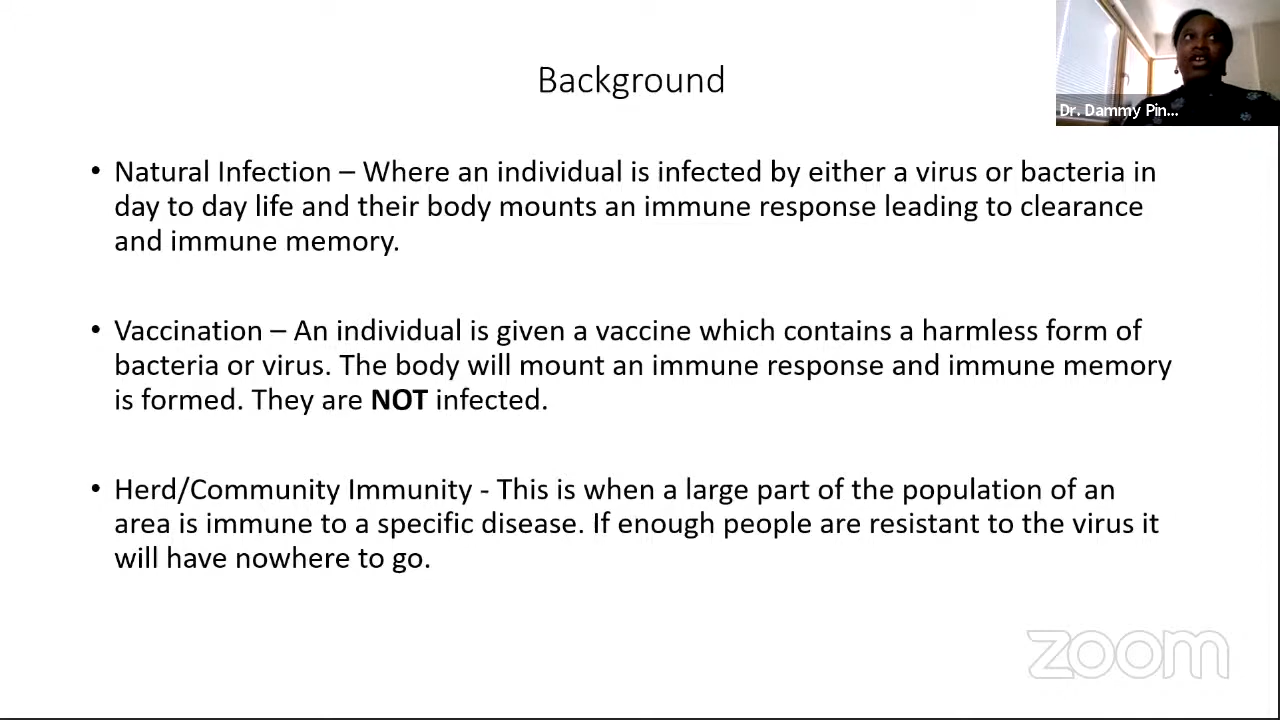 Background
Dr. Dammy Pin...
• Natural Infection – Where an individual is infected by either a virus or bacteria in
day to day life and their body mounts an immune response leading to clearance
and immune memory.
• Vaccination – An individual is given a vaccine which contains a harmless form of
bacteria or virus. The body will mount an immune response and immune memory
is formed. They are NOT infected.
• Herd/Community Immunity - This is when a large part of the population of an
area is immune to a specific disease. If enough people are resistant to the virus it
will have nowhere to go.
zoom